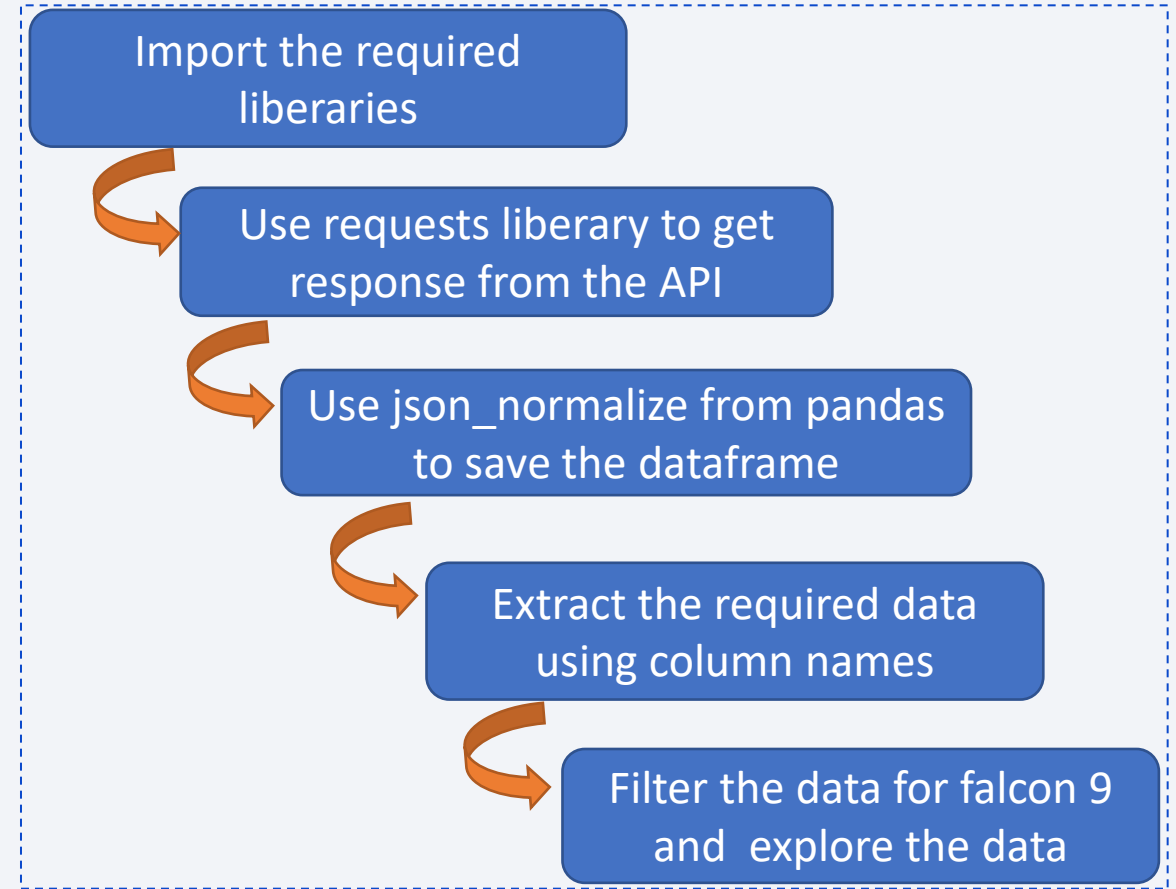 Import the required
liberaries
Use requests liberary to get
response from the API
Use json_normalize from pandas
to save the dataframe
Extract the required data
using column names
Filter the data for falcon 9
and  explore the data